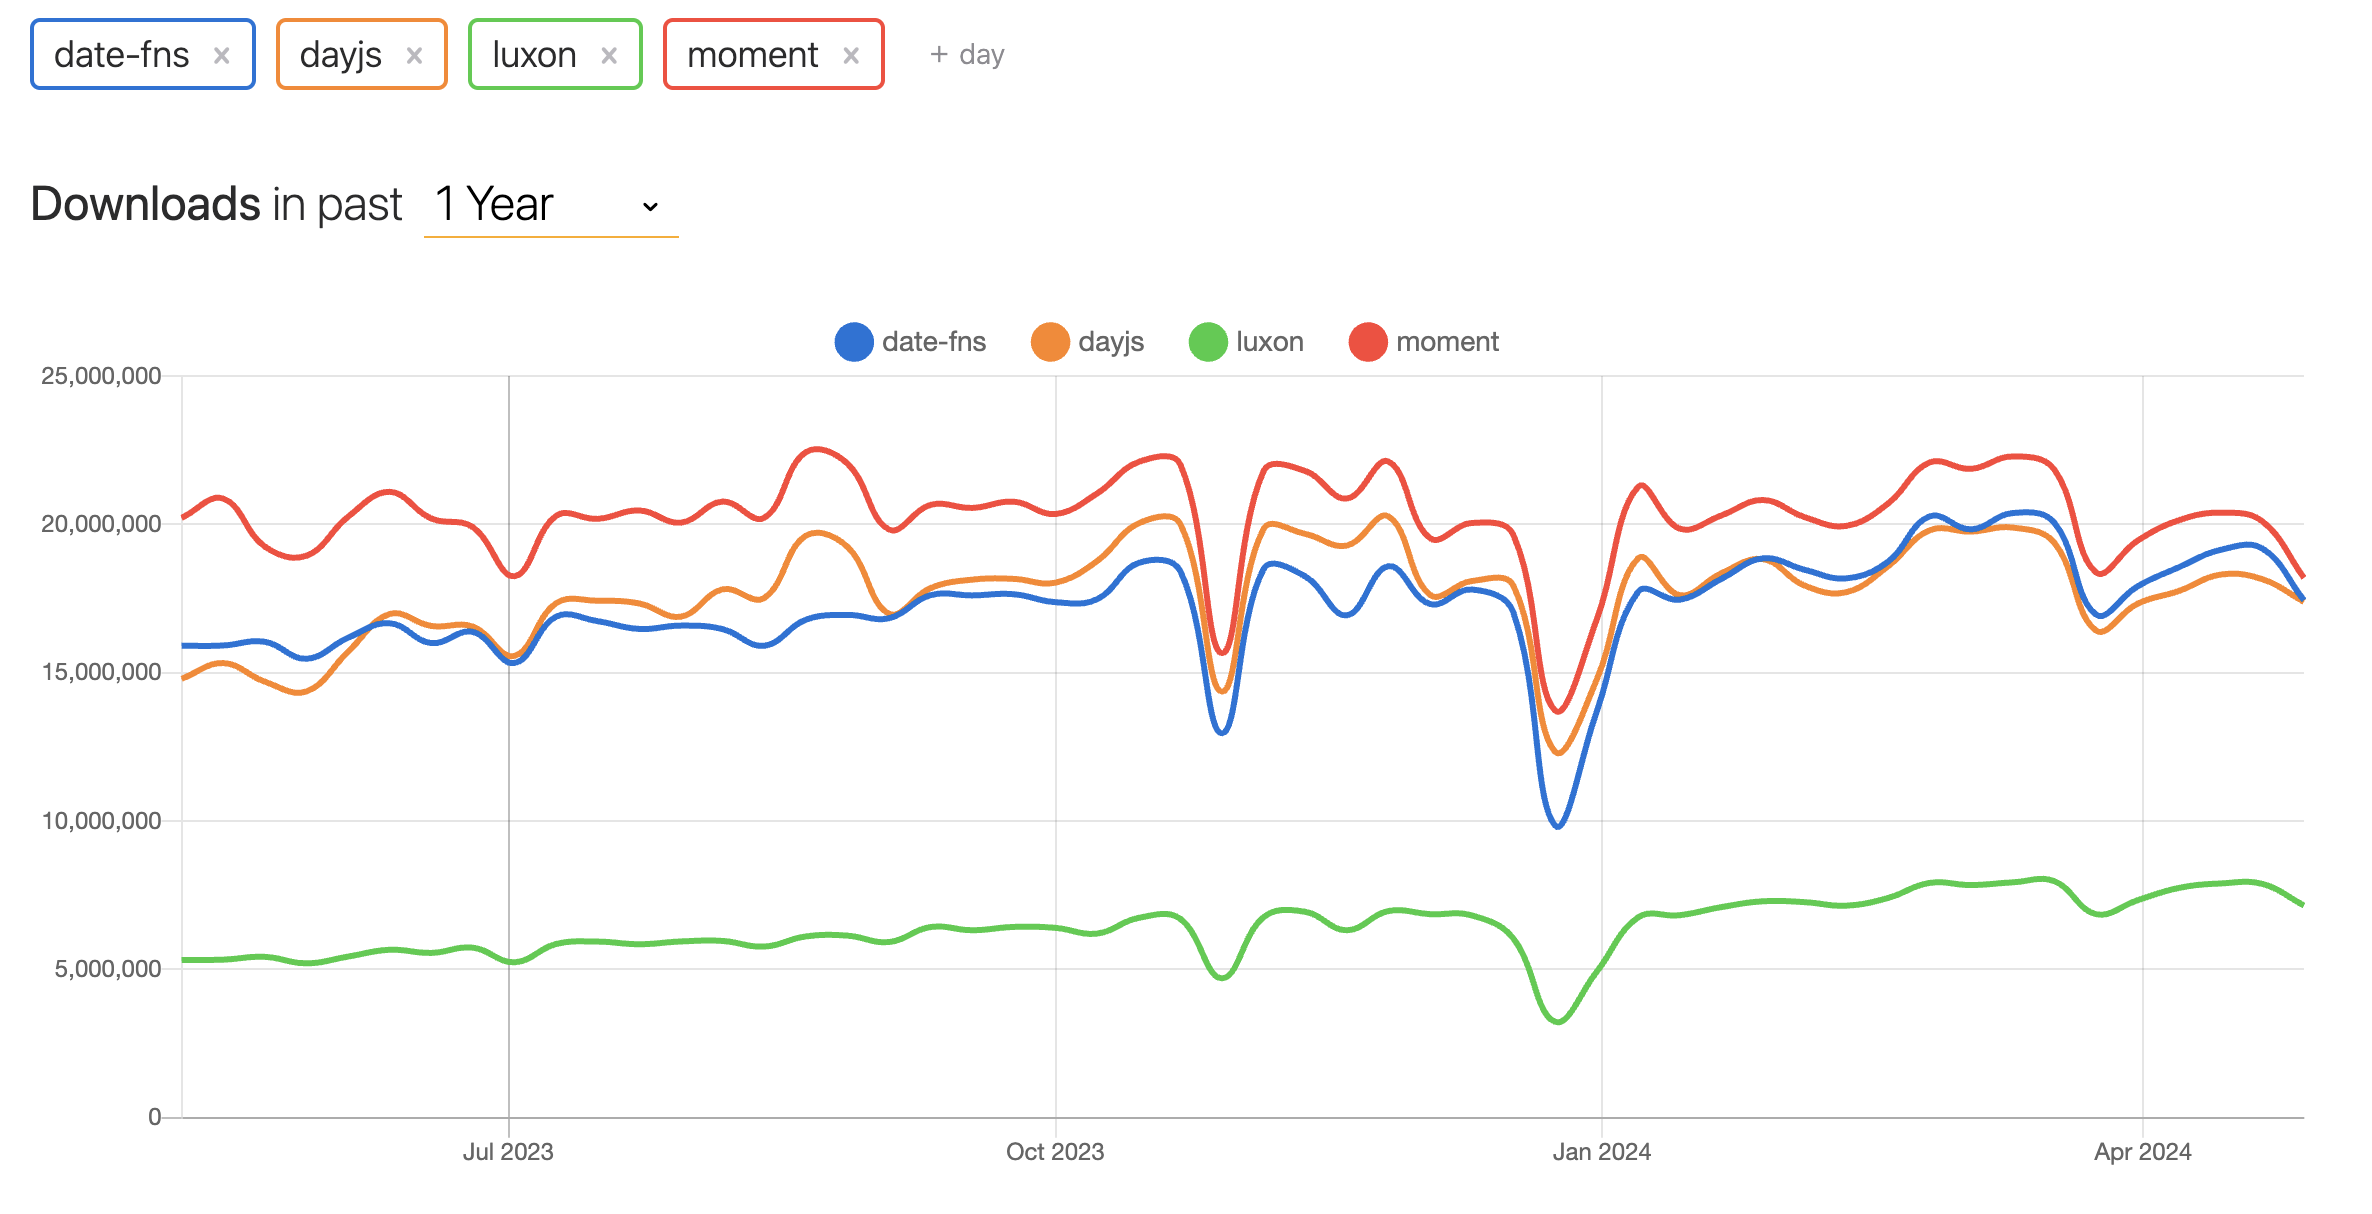 date-fns × dayjs × luxon × moment × + day
Downloads in past 1 Year
date-fns dayjs luxon moment
25,000,000
20,000,000
15,000,000
10,000,000
5,000,000
0
Jul 2023 Oct 2023 Jan 2024 Apr 2024